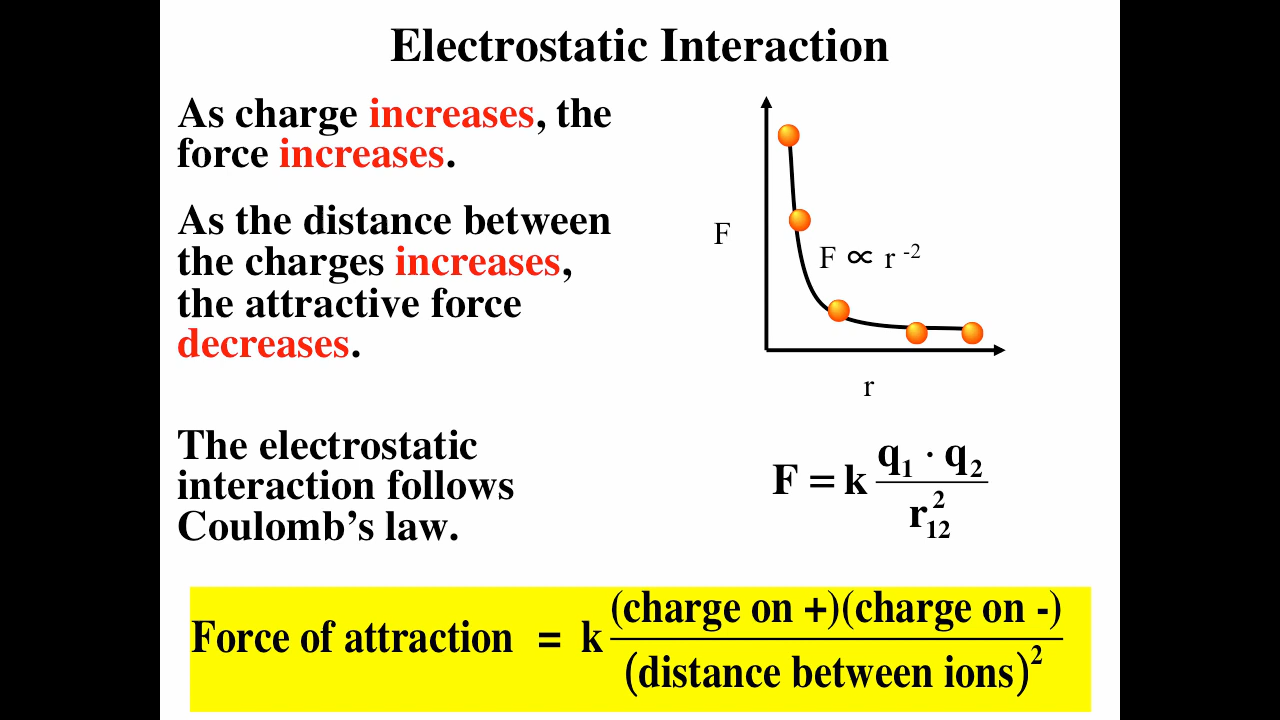 Electrostatic Interaction
As charge increases, the
force increases.
As the distance between
the charges increases,
the attractive force
decreases.
F
F ∝ r -2
r
The electrostatic
interaction follows
Coulomb’s law.
F = k q1 · q2 / r12^2
Force of attraction = k (charge on +)(charge on -) / (distance between ions)^2